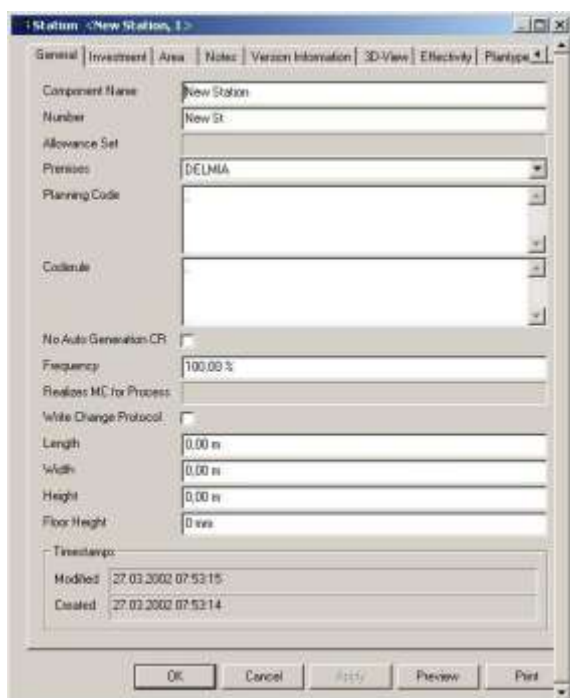 Station <New Station, 1>
General Investment Area Notes Version Information 3D-View Effectivity Plantype
Component Name New Station
Number New St
Allowance Set
Premises DELMIA
Planning Code
Coderule
No Auto Generation CR
Frequency 100,00 %
Realizes MC for Process
Write Change Protocol
Length 0,00 m
Width 0,00 m
Height 0,00 m
Floor Height 0 mm
Timestamps
Modified 27.03.2002 07:53:15
Created 27.03.2002 07:53:14
OK Cancel Apply Preview Print